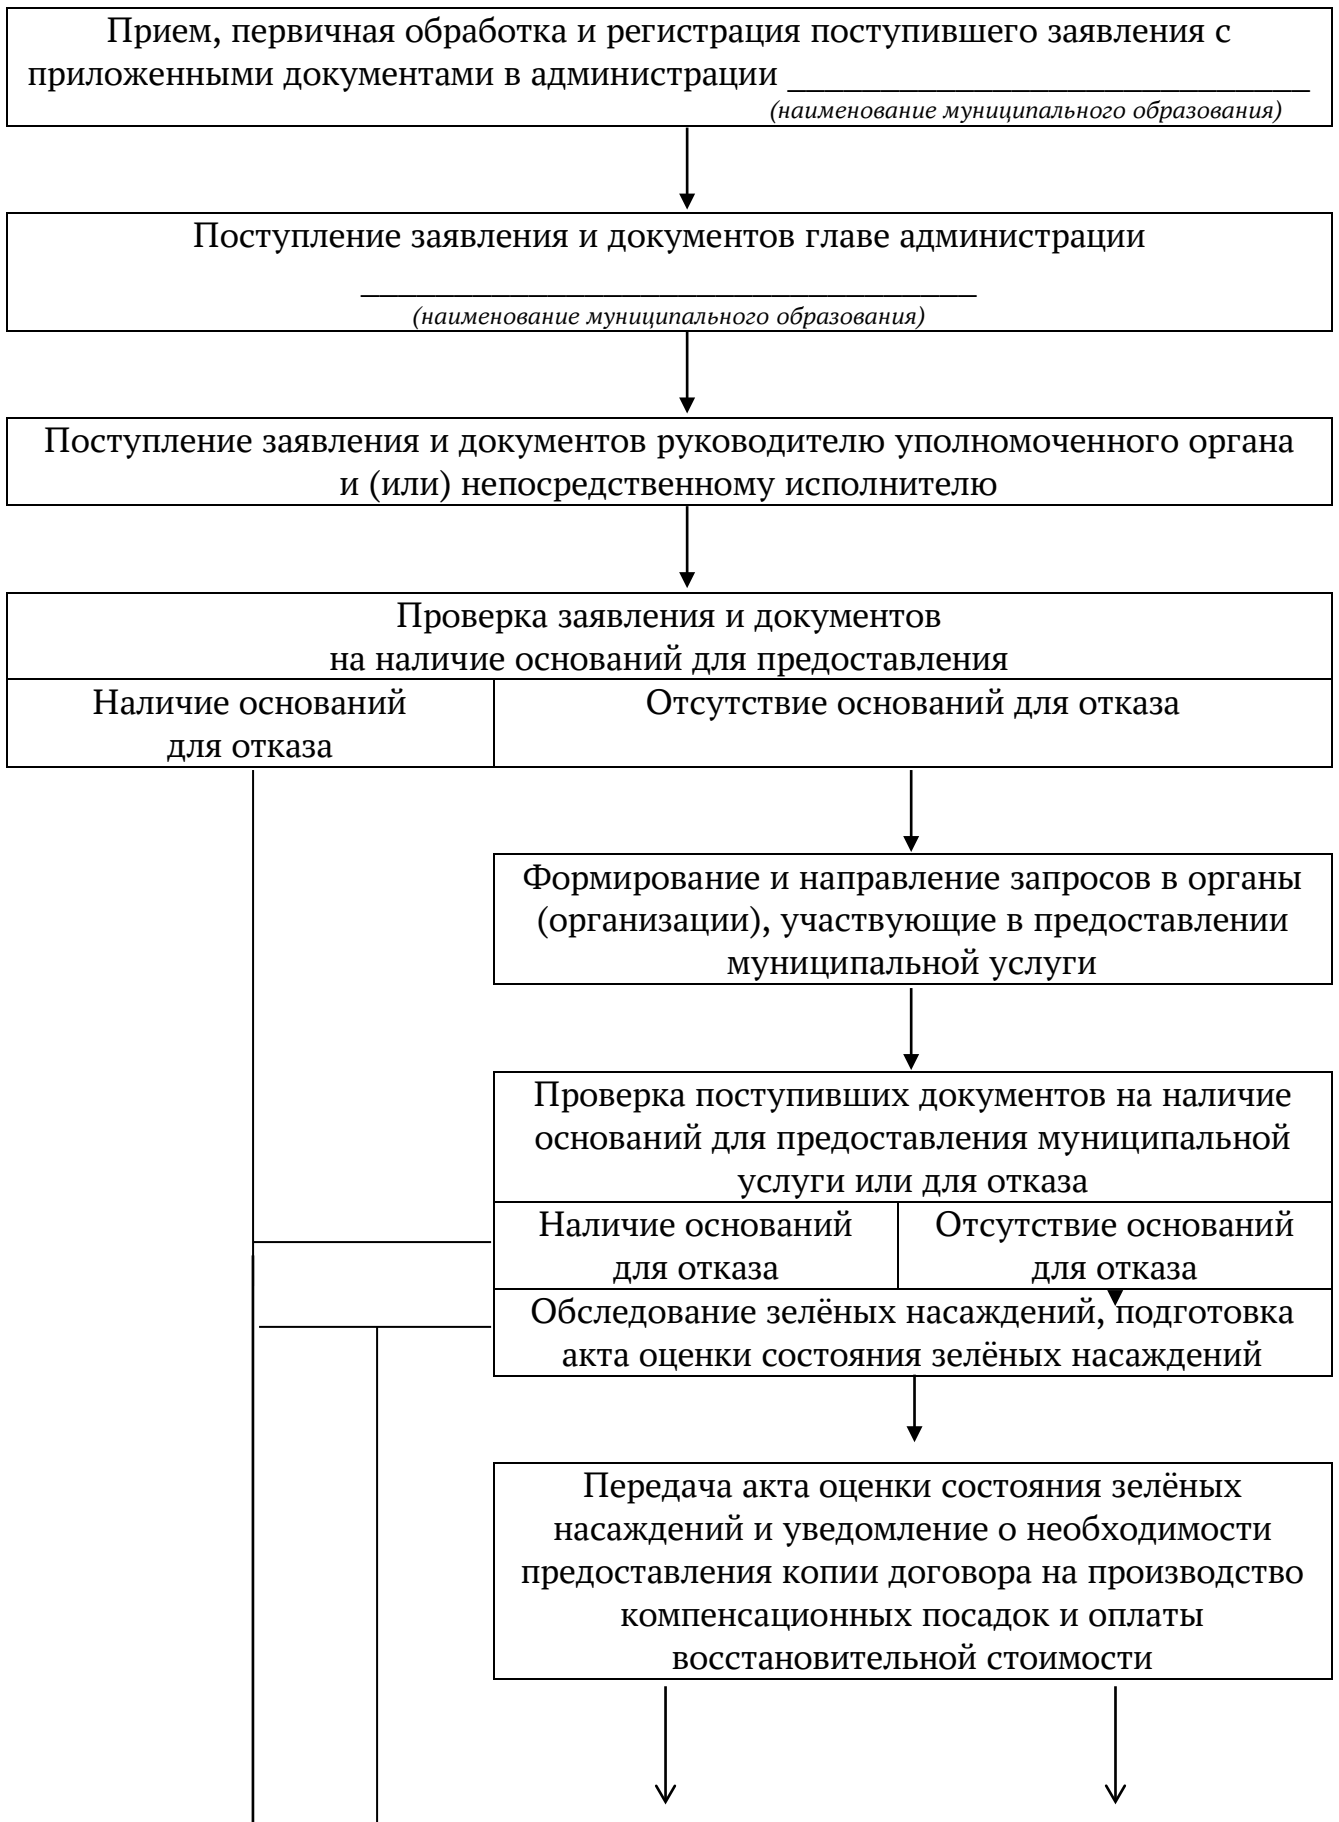 Прием, первичная обработка и регистрация поступившего заявления с
приложенными документами в администрации ______________________________
(наименование муниципального образования)
Поступление заявления и документов главе администрации
___________________________________
(наименование муниципального образования)
Поступление заявления и документов руководителю уполномоченного органа
и (или) непосредственному исполнителю
Проверка заявления и документов
на наличие оснований для предоставления
Наличие оснований
для отказа
Отсутствие оснований для отказа
Формирование и направление запросов в органы
(организации), участвующие в предоставлении
муниципальной услуги
Проверка поступивших документов на наличие
оснований для предоставления муниципальной
услуги или для отказа
Наличие оснований
для отказа
Отсутствие оснований
для отказа
Обследование зелёных насаждений, подготовка
акта оценки состояния зелёных насаждений
Передача акта оценки состояния зелёных
насаждений и уведомление о необходимости
предоставления копии договора на производство
компенсационных посадок и оплаты
восстановительной стоимости